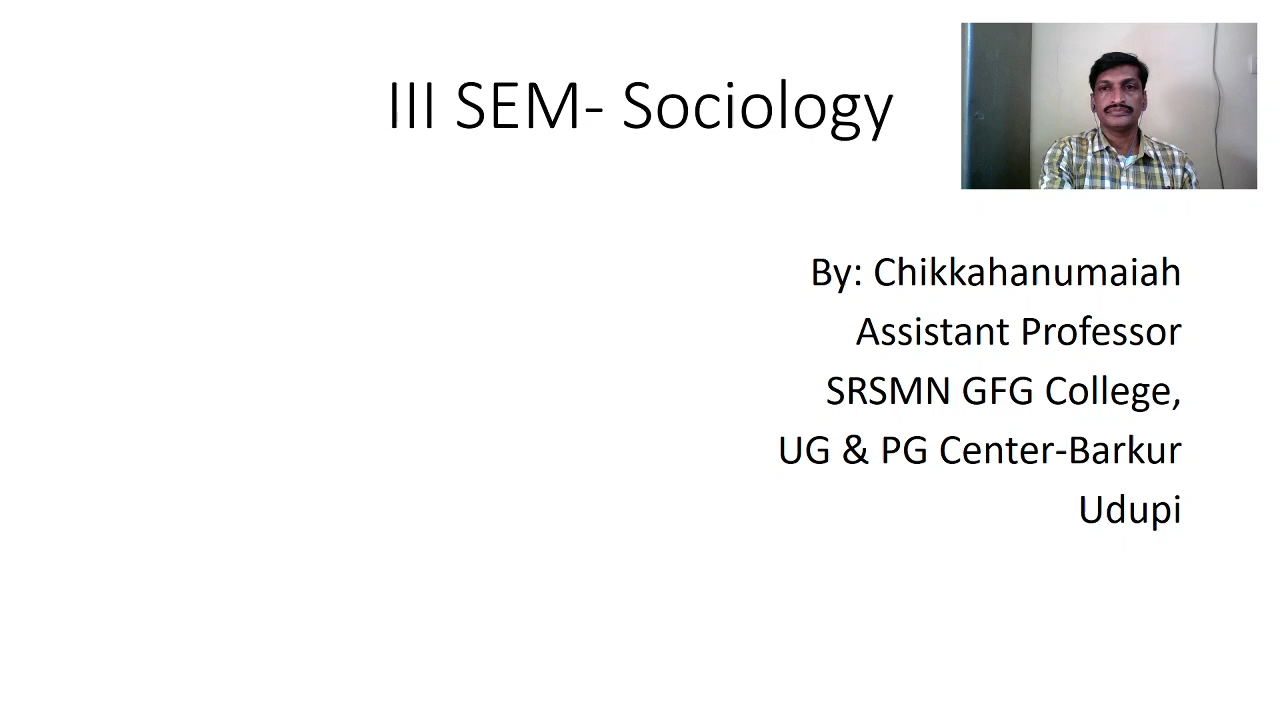 III SEM- Sociology
By: Chikkahanumaiah
Assistant Professor
SRSMN GFG College,
UG & PG Center-Barkur
Udupi